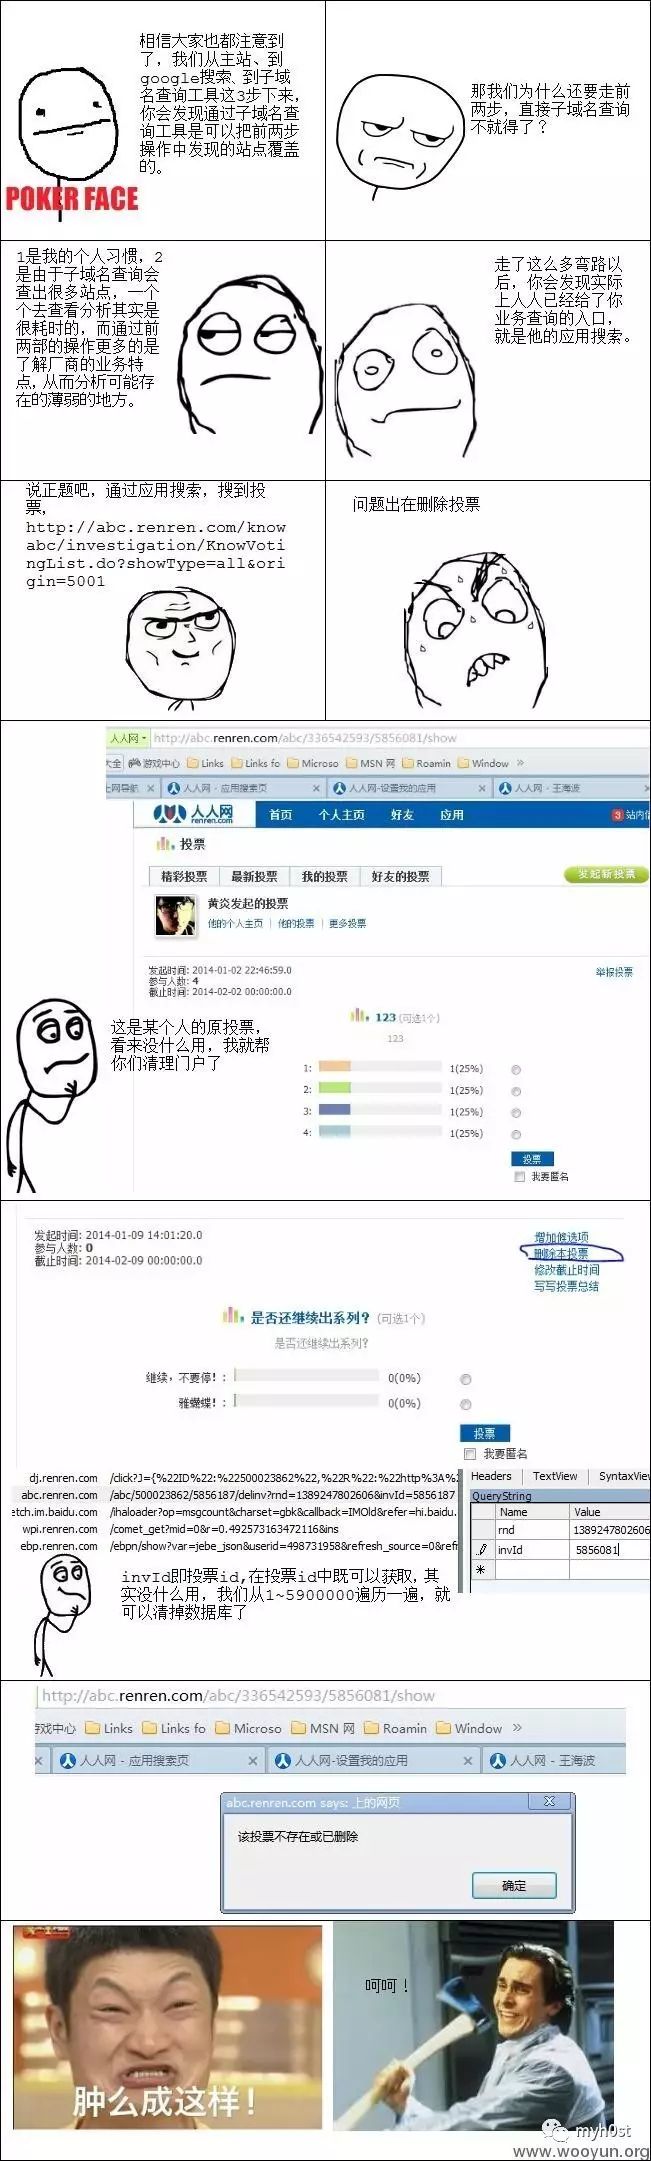 相信大家也都注意到
了，我们从主站、到
google搜索、到子域
名查询工具这3步下来，
你会发现通过子域名查
询工具是可以把前两步
操作中发现的站点覆盖
的。
POKER FACE
那我们为什么还要走前
两步，直接子域名查询
不就得了？
1是我的个人习惯，2
是由于子域名查询会
查出很多站点，一个
个去查看分析其实是
很耗时的，而通过前
两部的操作更多的是
了解厂商的业务特
点，从而分析可能存
在的薄弱的地方。
走了这么多弯路以
后，你会发现实际
上人人已经给了你
业务查询的入口，
就是他的应用搜索。
说正题吧，通过应用搜索，搜到投
票，
http://abc.renren.com/know
abc/investigation/KnowVoti
ngList.do?showType=all&ori
gin=5001
问题出在删除投票
人人网 http://abc.renren.com/abc/336542593/5856081/show
大全 游戏中心 Links Links fo Microso MSN 网 Roamin Window »
上网导航 人人网 - 应用搜索页 人人网-设置我的应用 人人网 - 王海波
人人网 renren.com 首页 个人主页 好友 应用 3 站内信
投票
精彩投票 最新投票 我的投票 好友的投票 发起新投票
黄炎发起的投票
他的个人主页 | 他的投票 | 更多投票
发起时间: 2014-01-02 22:46:59.0 举报投票
参与人数: 4
截止时间: 2014-02-02 00:00:00.0
123 (可选1个)
123
这是某个人的原投票，
看来没什么用，我就帮
你们清理门户了
1: 1(25%)
2: 1(25%)
3: 1(25%)
4: 1(25%)
投票
我要匿名
发起时间: 2014-01-09 14:01:20.0
参与人数: 0
截止时间: 2014-02-09 00:00:00.0
增加候选项
删除本投票
修改截止时间
写写投票总结
是否还继续出系列？ (可选1个)
是否还继续出系列?
继续，不要停！: 0(0%)
雅蠛蝶！: 0(0%)
投票
我要匿名
dj.renren.com /click?J={%22ID%22:%22500023862%22,%22R%22:%22http%3A%2
abc.renren.com /abc/500023862/5856187/delinv?rnd=1389247802606&invId=5856187
etch.im.baidu.com /ihaloader?op=msgcount&charset=gbk&callback=IMOld&refer=hi.baidu.
wpi.renren.com /comet_get?mid=0&r=0.492573163472116&ins
ebp.renren.com /ebpn/show?var=jebe_json&userid=498731958&refresh_source=0&refr
Headers TextView SyntaxView
QueryString
Name Value
rnd 1389247802606
invId 5856081
invId即投票id,在投票id中既可以获取，其
实没什么用，我们从1~5900000遍历一遍，就
可以清掉数据库了
http://abc.renren.com/abc/336542593/5856081/show
游戏中心 Links Links fo Microso MSN 网 Roamin Window »
人人网 - 应用搜索页 人人网-设置我的应用 人人网 - 王海波
abc.renren.com says: 上的网页
该投票不存在或已删除
确定
肿么成这样！
呵呵！
myh0st
www.wooyun.org